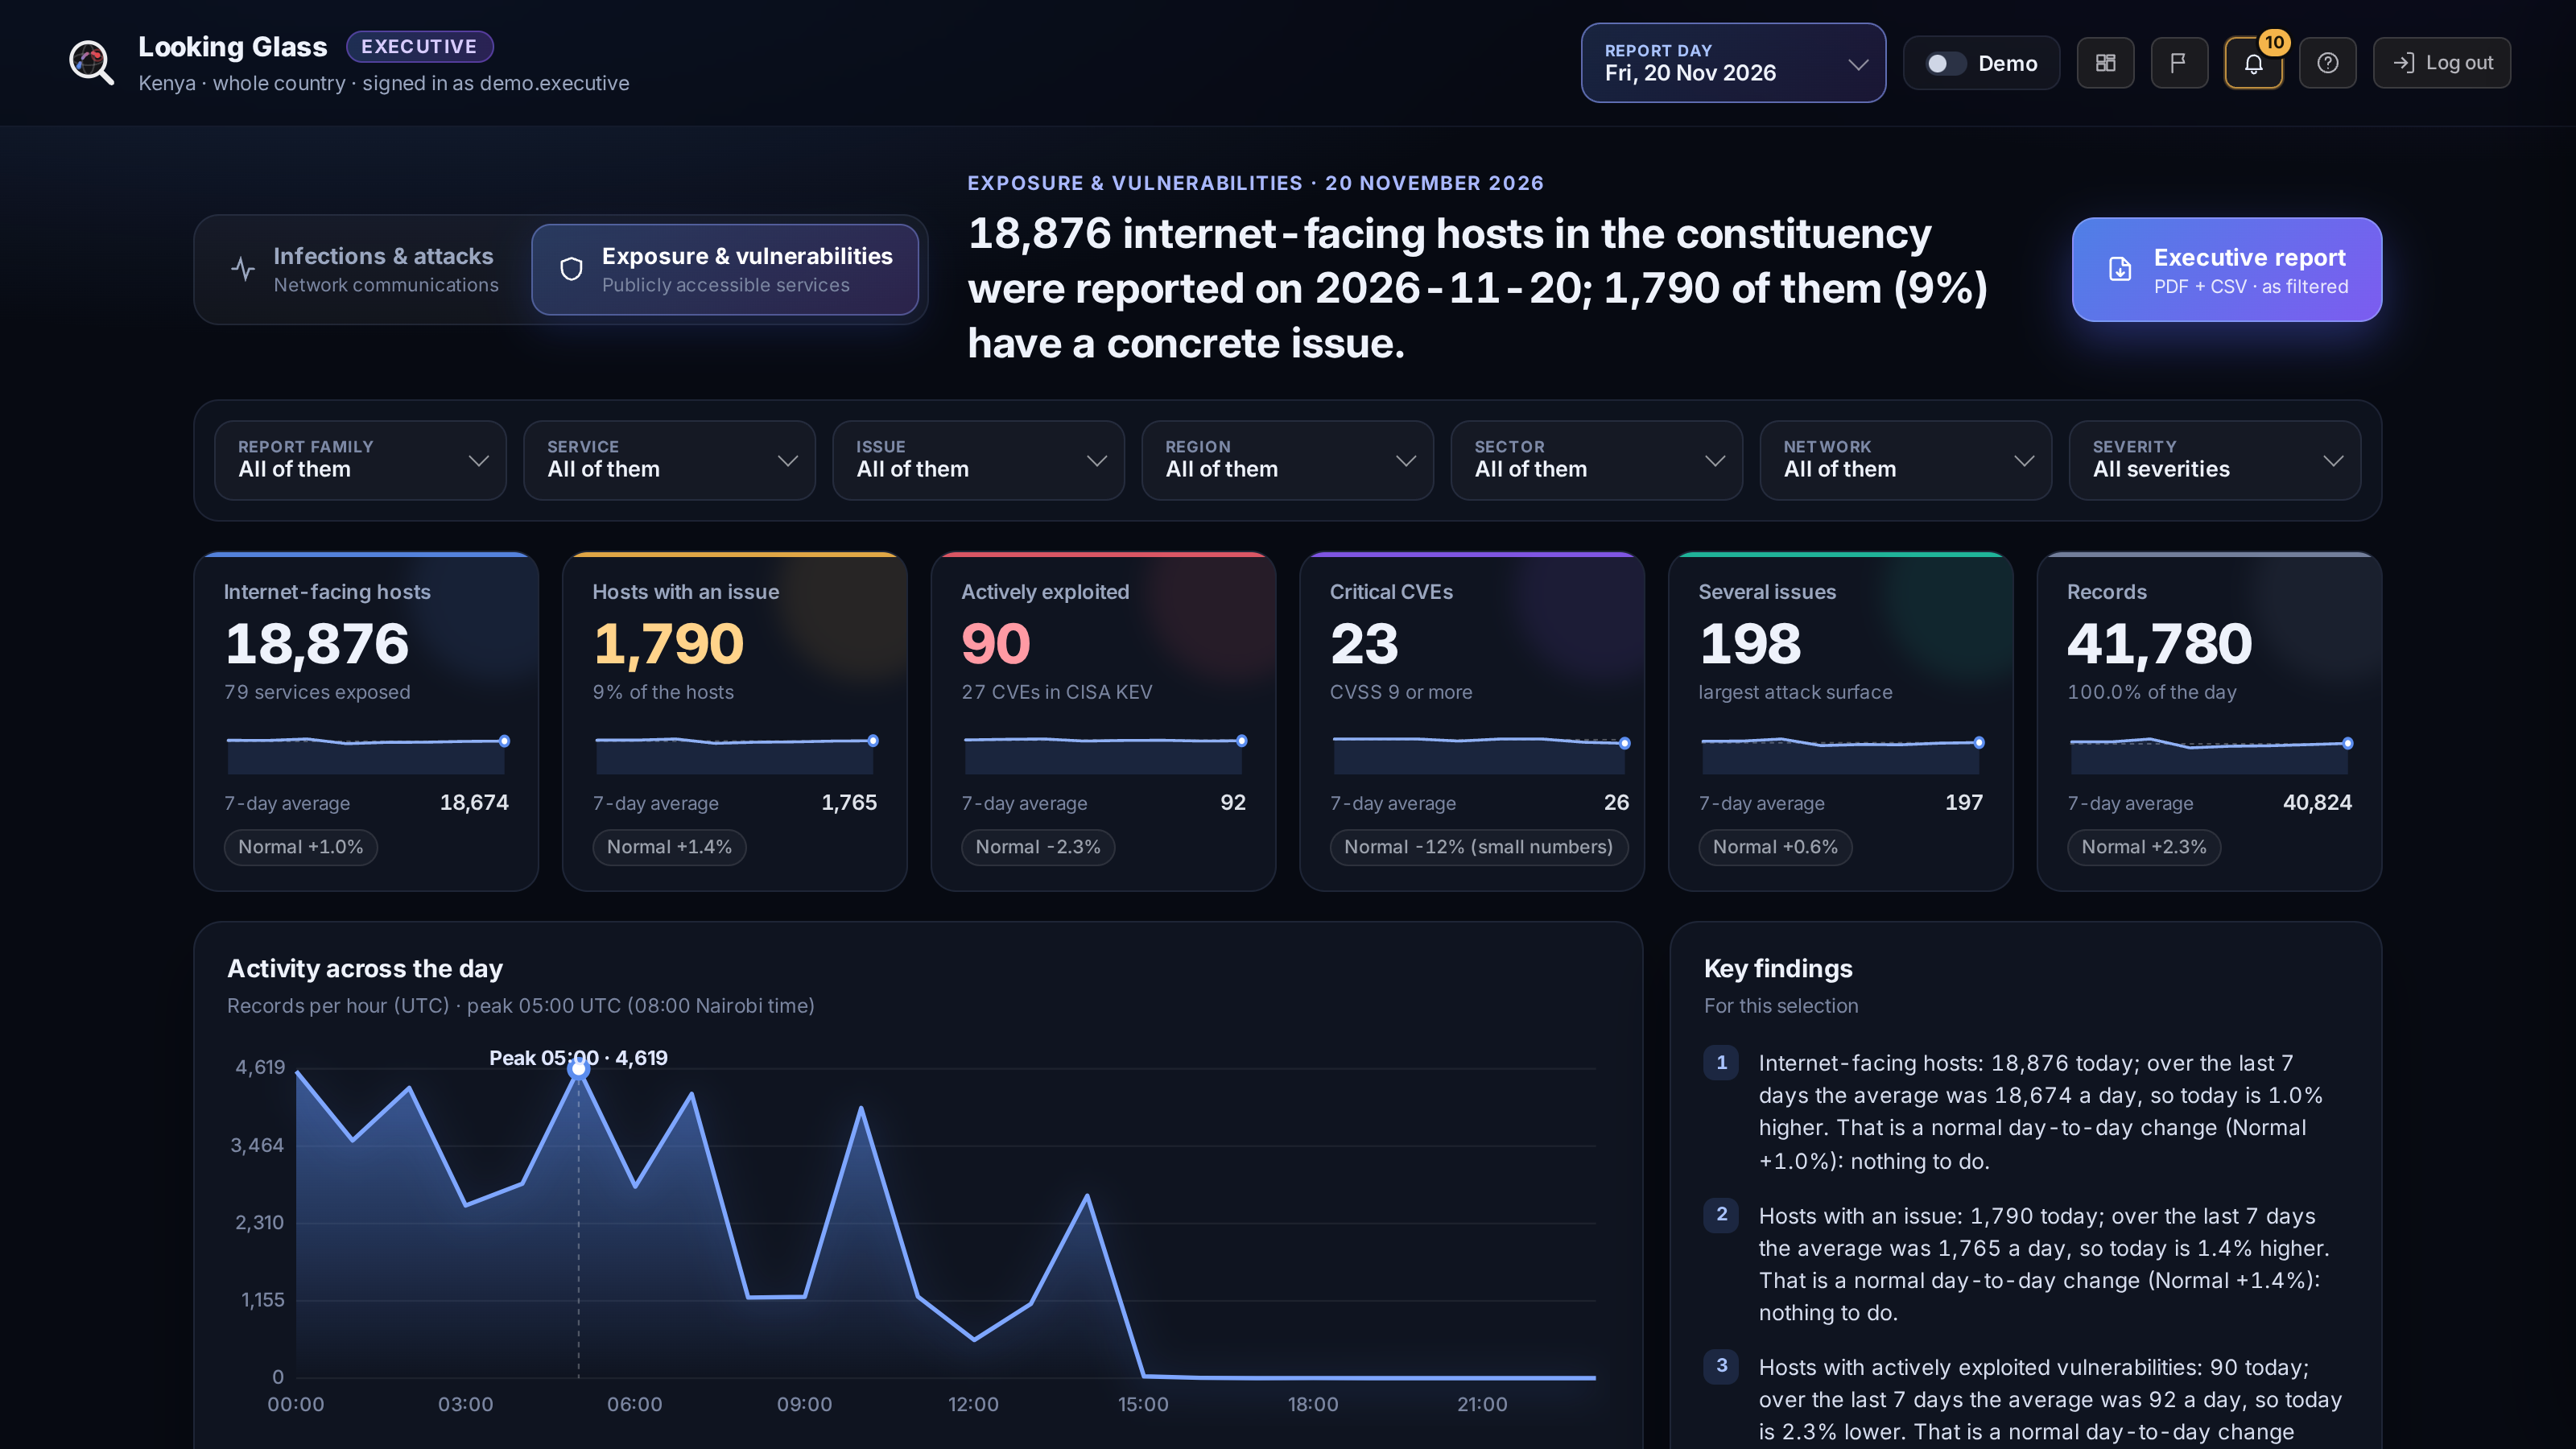 Looking Glass EXECUTIVE
Kenya · whole country · signed in as demo.executive
REPORT DAY
Fri, 20 Nov 2026
Demo
10
Log out
Infections & attacks
Network communications
Exposure & vulnerabilities
Publicly accessible services
EXPOSURE & VULNERABILITIES · 20 NOVEMBER 2026
18,876 internet-facing hosts in the constituency
were reported on 2026-11-20; 1,790 of them (9%)
have a concrete issue.
Executive report
PDF + CSV · as filtered
REPORT FAMILY
All of them
SERVICE
All of them
ISSUE
All of them
REGION
All of them
SECTOR
All of them
NETWORK
All of them
SEVERITY
All severities
Internet-facing hosts
18,876
79 services exposed
7-day average 18,674
Normal +1.0%
Hosts with an issue
1,790
9% of the hosts
7-day average 1,765
Normal +1.4%
Actively exploited
90
27 CVEs in CISA KEV
7-day average 92
Normal -2.3%
Critical CVEs
23
CVSS 9 or more
7-day average 26
Normal -12% (small numbers)
Several issues
198
largest attack surface
7-day average 197
Normal +0.6%
Records
41,780
100.0% of the day
7-day average 40,824
Normal +2.3%
Activity across the day
Records per hour (UTC) · peak 05:00 UTC (08:00 Nairobi time)
Peak 05:00 · 4,619
4,619
3,464
2,310
1,155
0
00:00 03:00 06:00 09:00 12:00 15:00 18:00 21:00
Key findings
For this selection
1 Internet-facing hosts: 18,876 today; over the last 7
days the average was 18,674 a day, so today is 1.0%
higher. That is a normal day-to-day change (Normal
+1.0%): nothing to do.
2 Hosts with an issue: 1,790 today; over the last 7 days
the average was 1,765 a day, so today is 1.4% higher.
That is a normal day-to-day change (Normal +1.4%):
nothing to do.
3 Hosts with actively exploited vulnerabilities: 90 today;
over the last 7 days the average was 92 a day, so today
is 2.3% lower. That is a normal day-to-day change